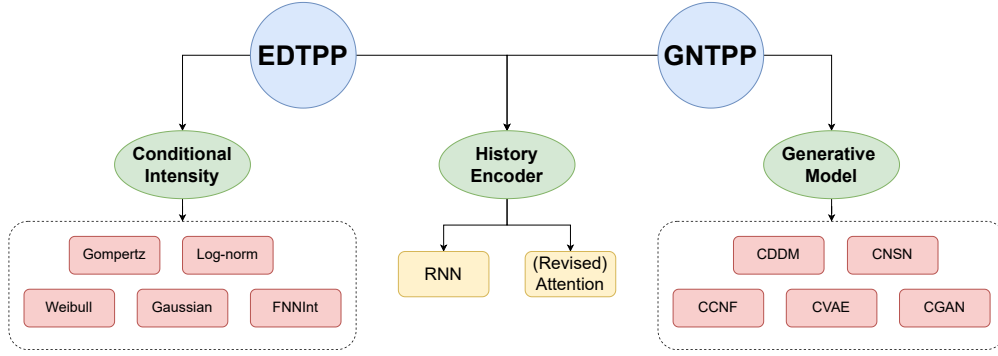 EDTPP
GNTPP
Conditional
Intensity
History
Encoder
Generative
Model
Gompertz
Log-norm
Weibull
Gaussian
FNNInt
RNN
(Revised)
Attention
CDDM
CNSN
CCNF
CVAE
CGAN